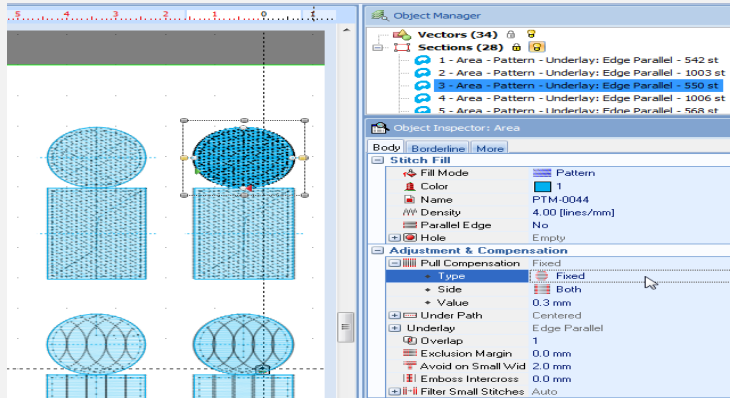 5 4 3 2 1 0 1
Object Manager
Vectors (34)
Sections (28)
1 - Area - Pattern - Underlay: Edge Parallel - 542 st
2 - Area - Pattern - Underlay: Edge Parallel - 1003 st
3 - Area - Pattern - Underlay: Edge Parallel - 550 st
4 - Area - Pattern - Underlay: Edge Parallel - 1006 st
5 - Area - Pattern - Underlay: Edge Parallel - 568 st
Object Inspector: Area
Body Borderline More
Stitch Fill
Fill Mode Pattern
Color 1
Name PTM-0044
Density 4.00 [lines/mm]
Parallel Edge No
Hole Empty
Adjustment & Compensation
Pull Compensation Fixed
Type Fixed
Side Both
Value 0.3 mm
Under Path Centered
Underlay Edge Parallel
Overlap 1
Exclusion Margin 0.0 mm
Avoid on Small Wid 2.0 mm
Emboss Intercross 0.0 mm
Filter Small Stitches Auto